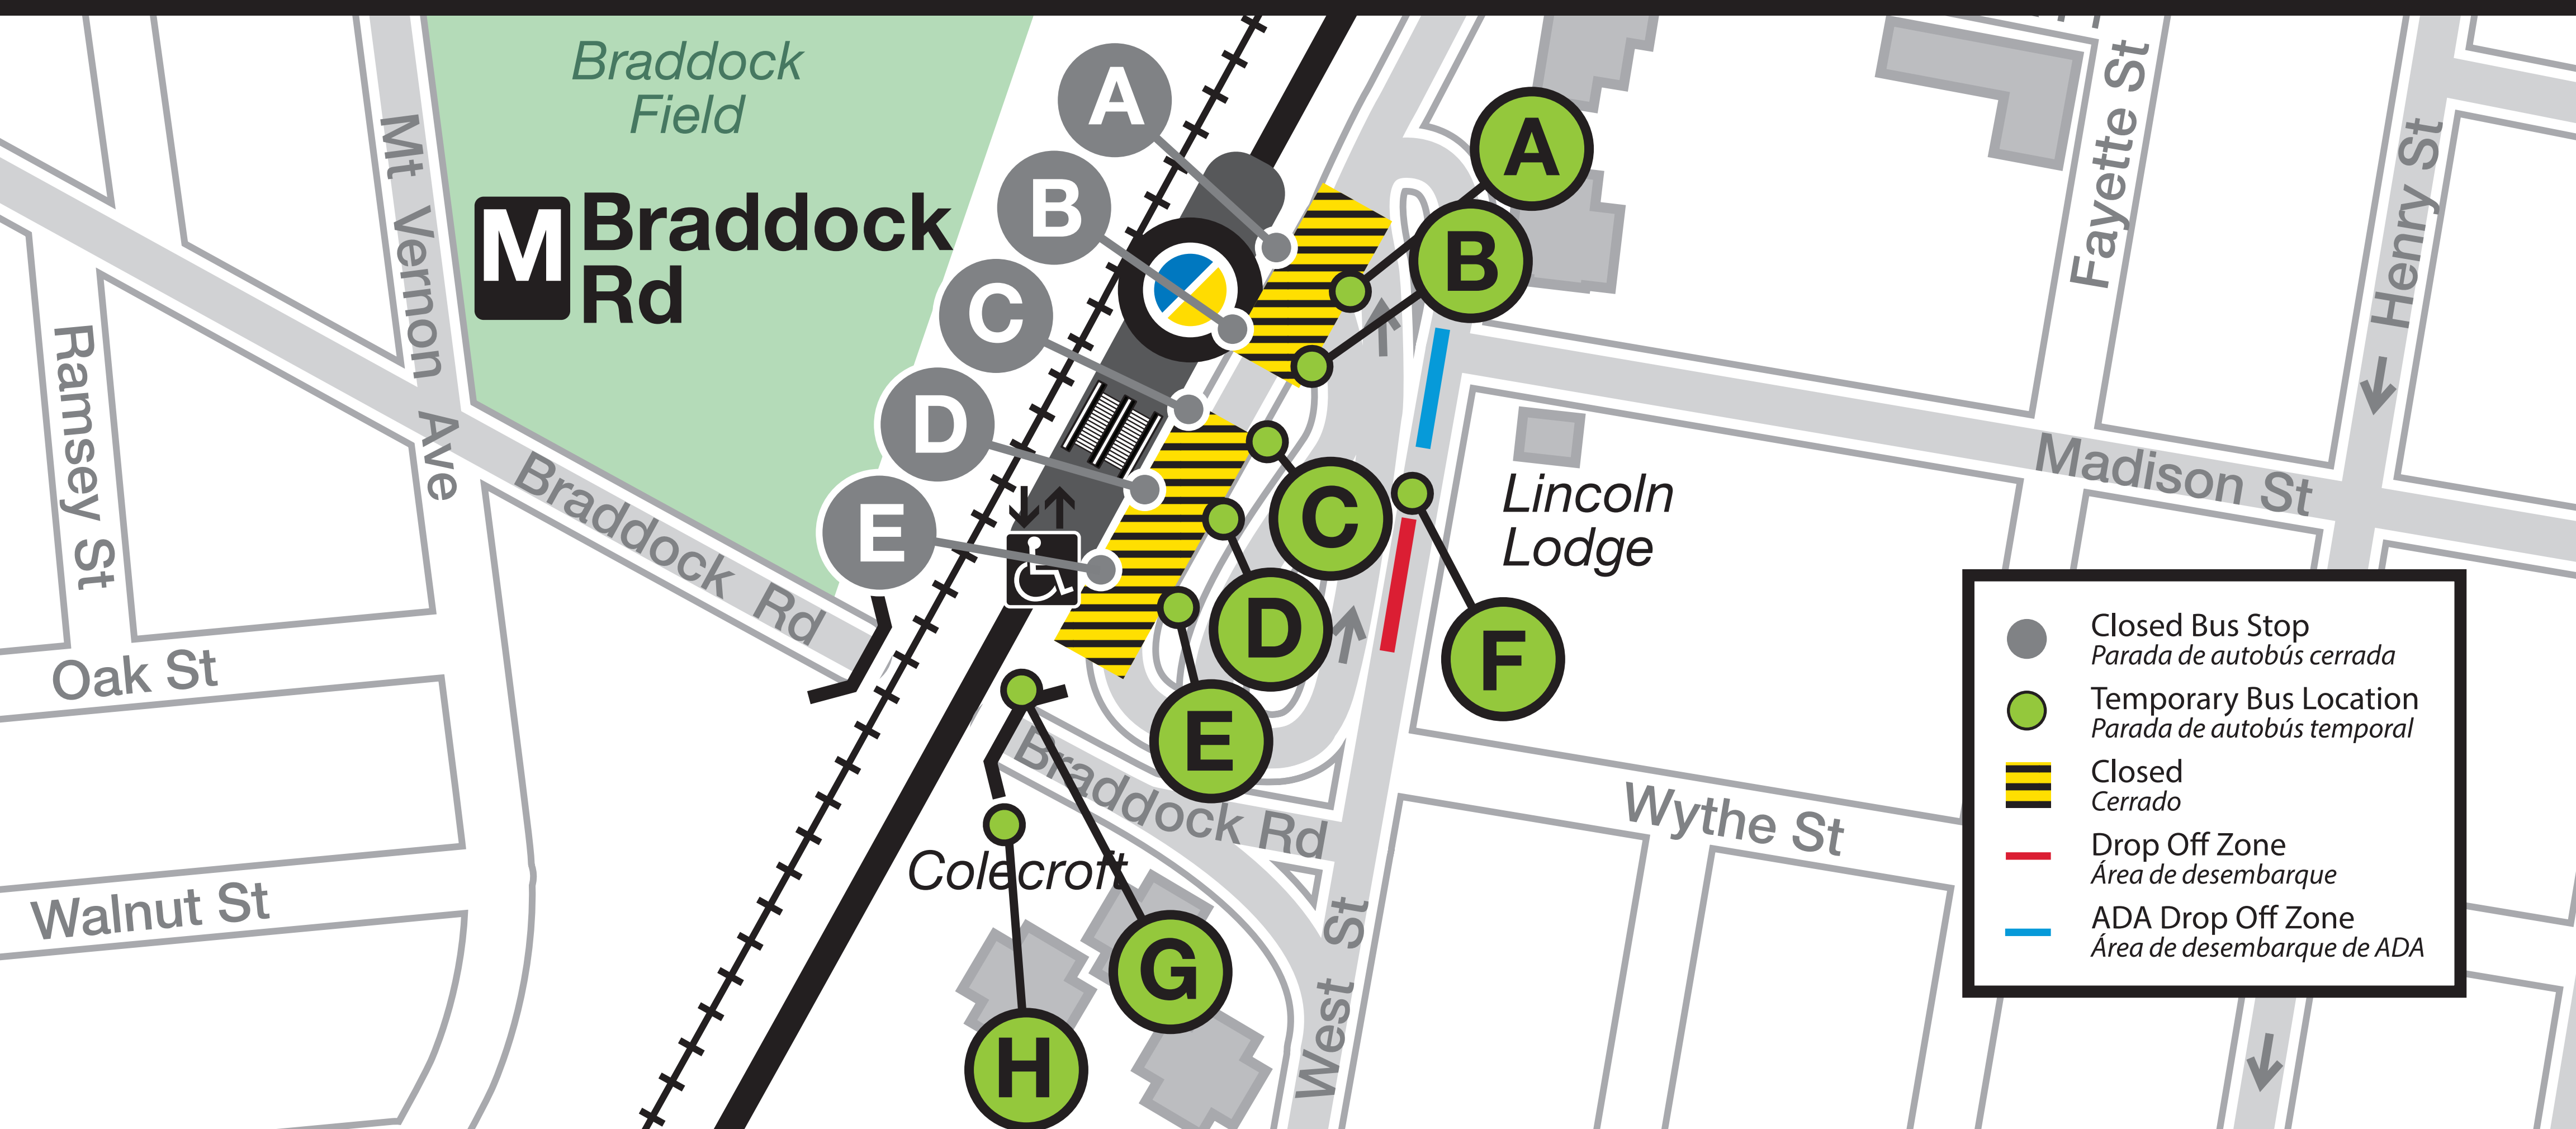 Braddock
Field
M
Braddock
Rd
A
B
C
D
E
A
B
C
D
E
F
G
H
Mt Vernon Ave
Ramsey St
Oak St
Walnut St
Braddock Rd
Braddock Rd
Colecroft
West St
Wythe St
Lincoln
Lodge
Madison St
Fayette St
Henry St
Closed Bus Stop
Parada de autobús cerrada
Temporary Bus Location
Parada de autobús temporal
Closed
Cerrado
Drop Off Zone
Área de desembarque
ADA Drop Off Zone
Área de desembarque de ADA